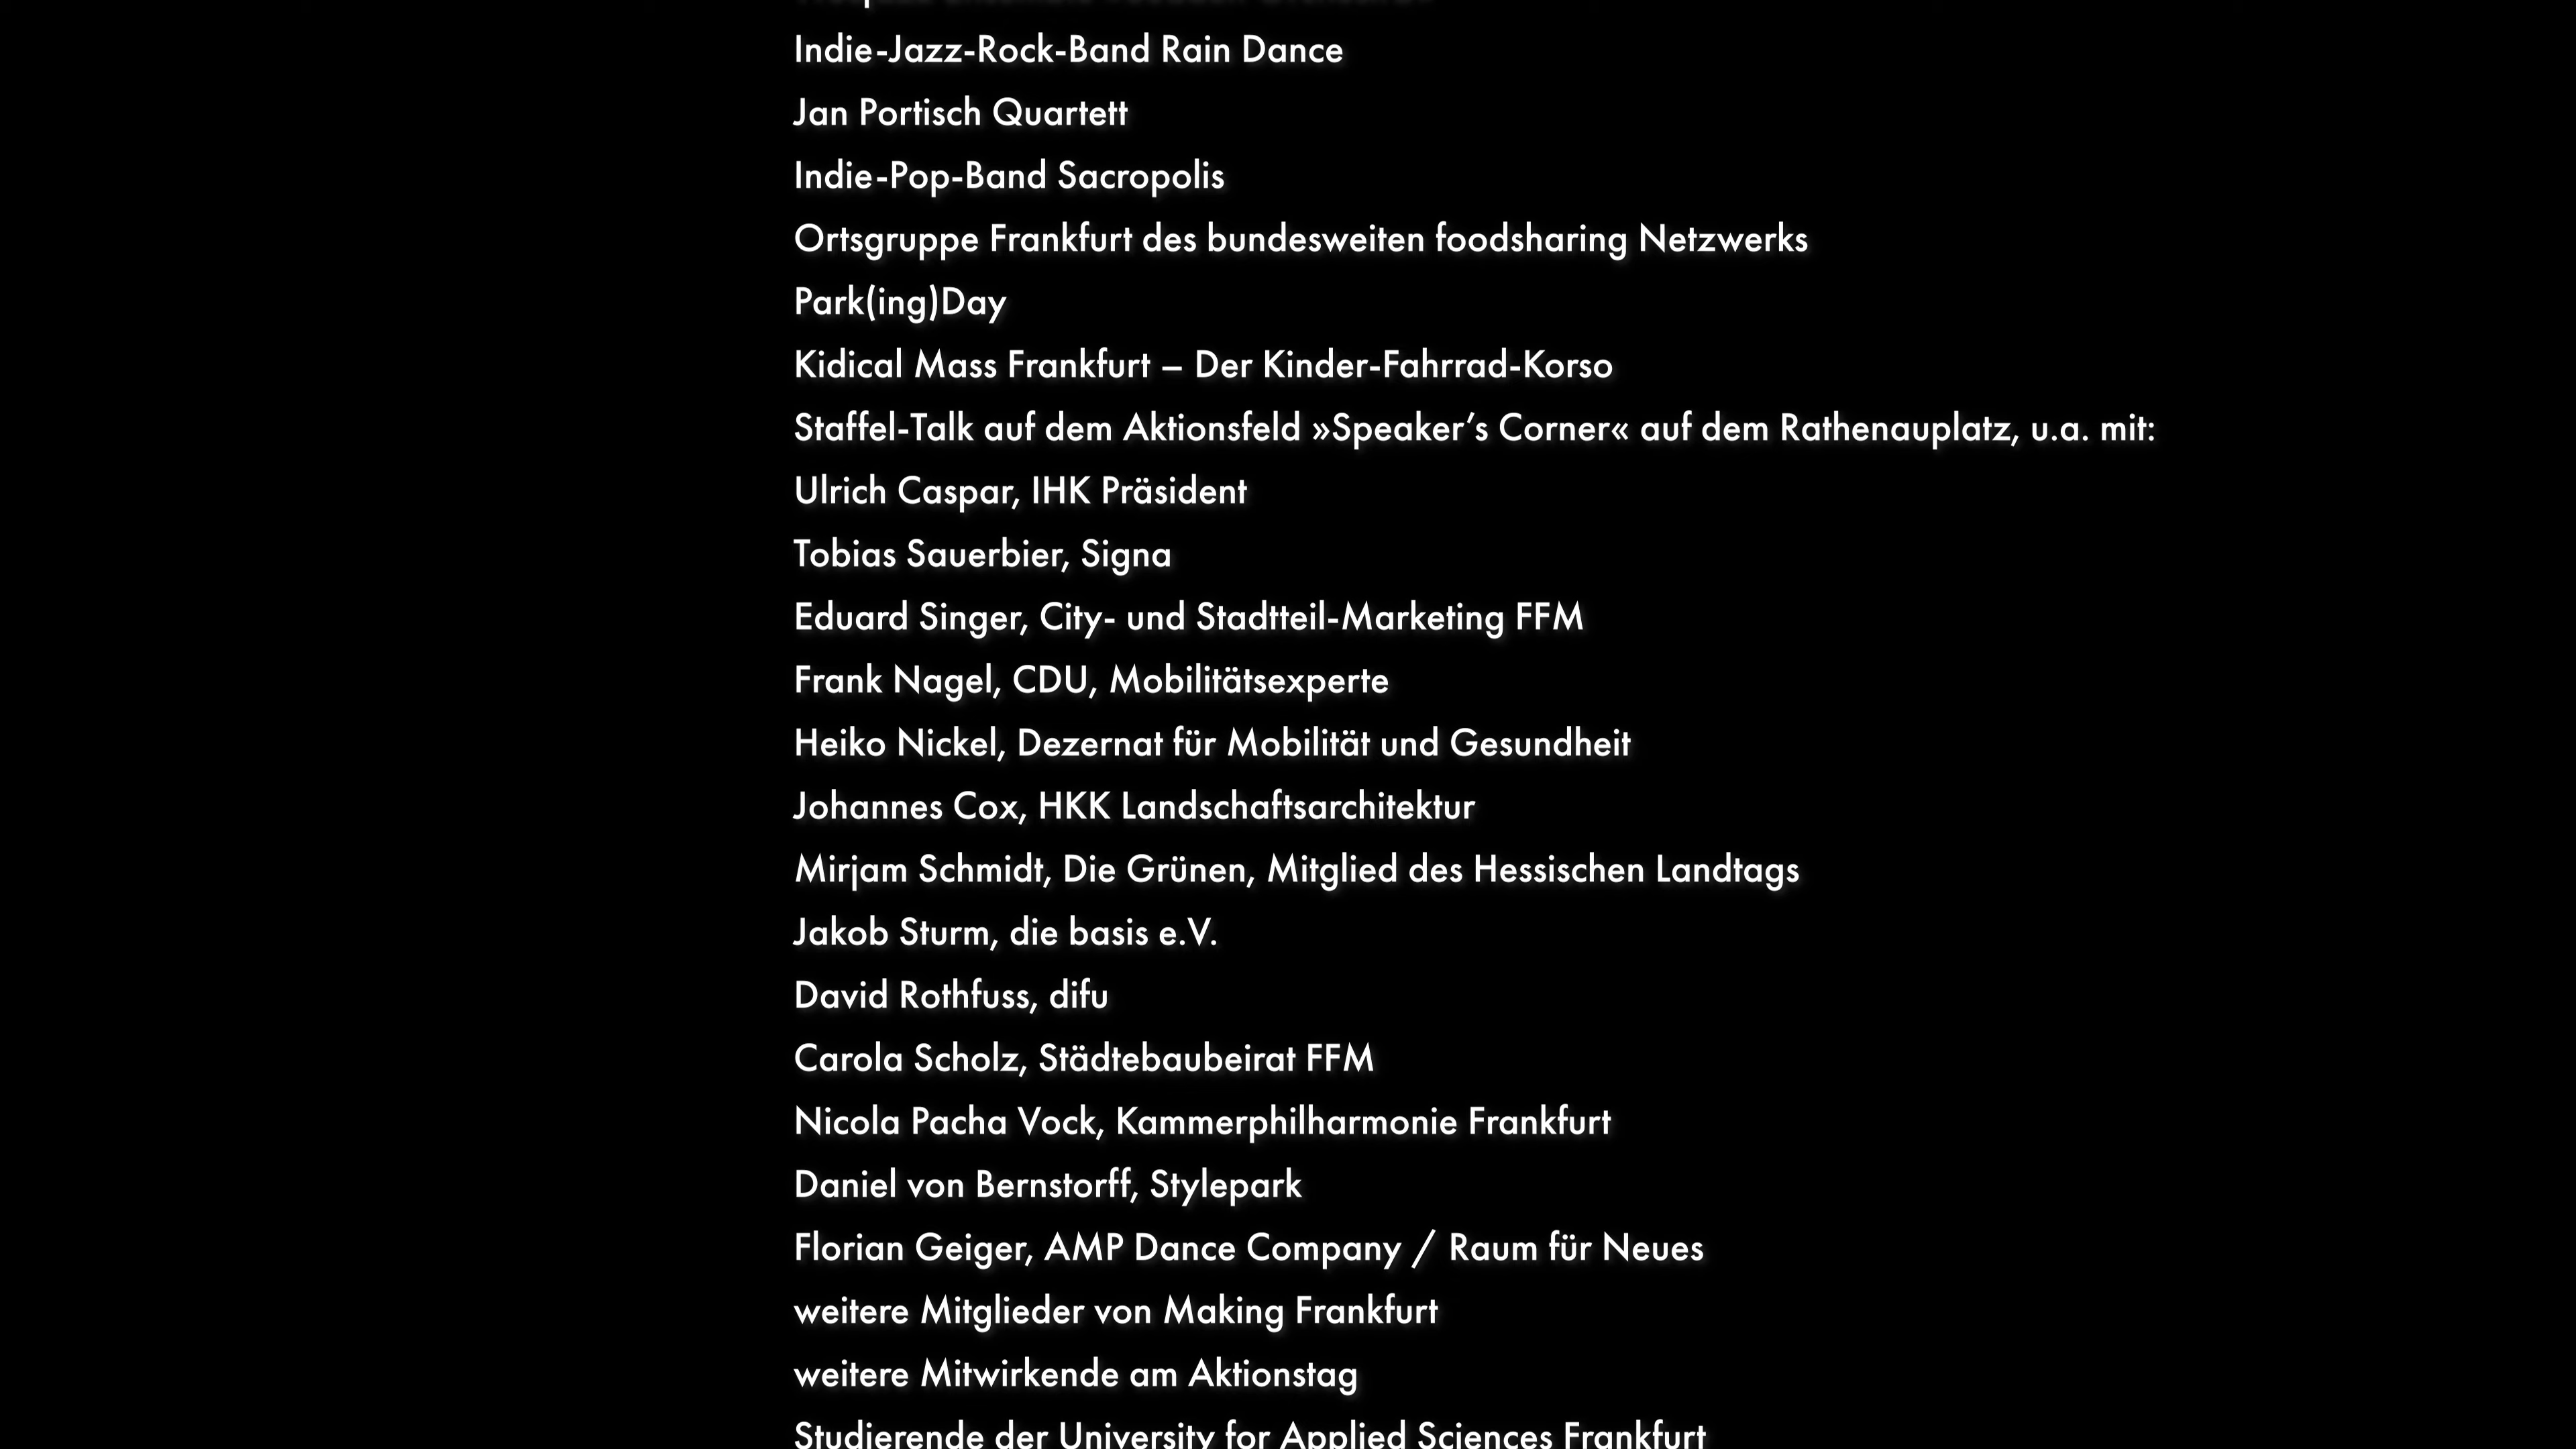 Indie-Jazz-Rock-Band Rain Dance
Jan Portisch Quartett
Indie-Pop-Band Sacropolis
Ortsgruppe Frankfurt des bundesweiten foodsharing Netzwerks
Park(ing)Day
Kidical Mass Frankfurt – Der Kinder-Fahrrad-Korso
Staffel-Talk auf dem Aktionsfeld »Speaker’s Corner« auf dem Rathenauplatz, u.a. mit:
Ulrich Caspar, IHK Präsident
Tobias Sauerbier, Signa
Eduard Singer, City- und Stadtteil-Marketing FFM
Frank Nagel, CDU, Mobilitätsexperte
Heiko Nickel, Dezernat für Mobilität und Gesundheit
Johannes Cox, HKK Landschaftsarchitektur
Mirjam Schmidt, Die Grünen, Mitglied des Hessischen Landtags
Jakob Sturm, die basis e.V.
David Rothfuss, difu
Carola Scholz, Städtebaubeirat FFM
Nicola Pacha Vock, Kammerphilharmonie Frankfurt
Daniel von Bernstorff, Stylepark
Florian Geiger, AMP Dance Company / Raum für Neues
weitere Mitglieder von Making Frankfurt
weitere Mitwirkende am Aktionstag
Studierende der University for Applied Sciences Frankfurt